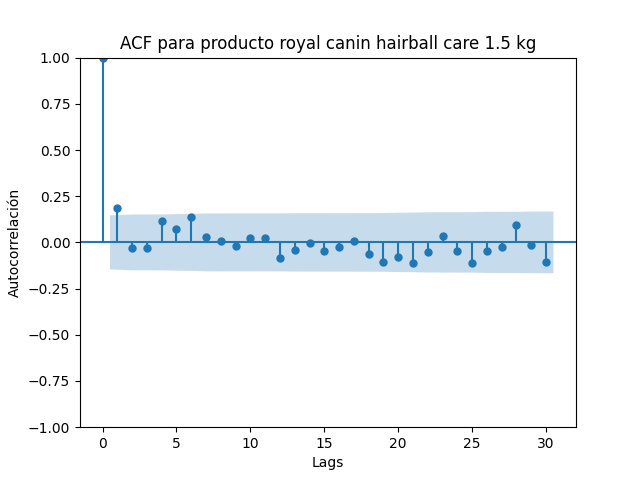 ACF para producto royal canin hairball care 1.5 kg
1.00
0.75
0.50
0.25
0.00
−0.25
−0.50
−0.75
−1.00
Autocorrelación
0 5 10 15 20 25 30
Lags